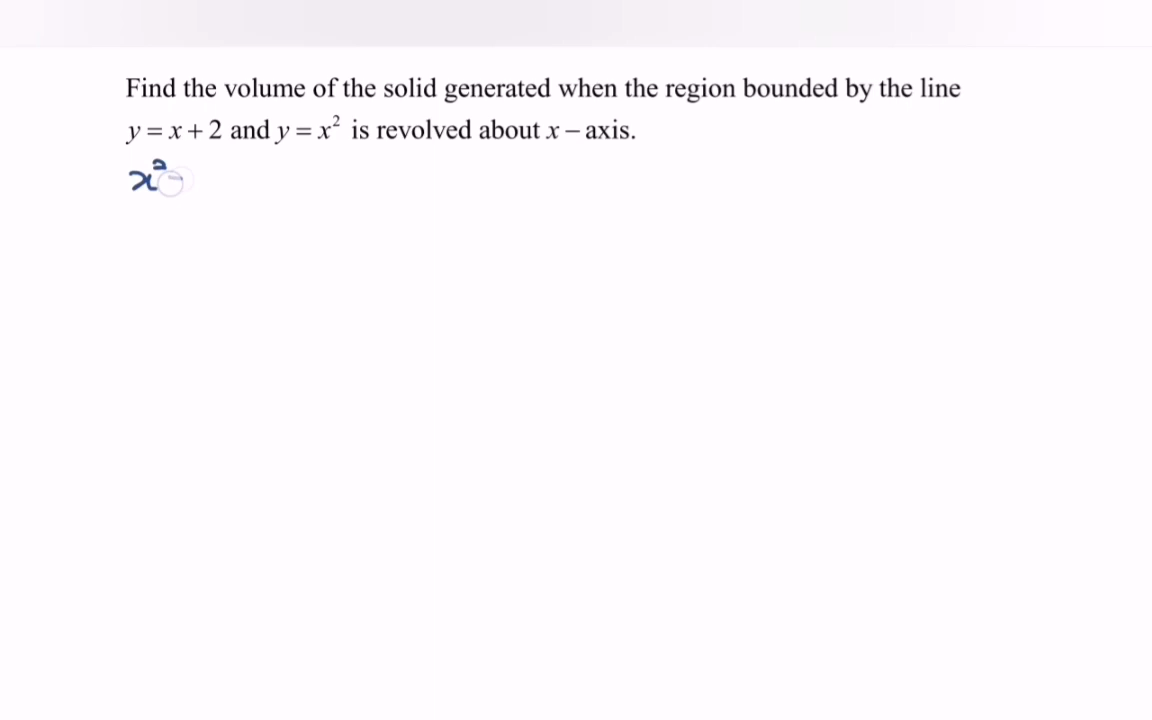 Find the volume of the solid generated when the region bounded by the line
y = x + 2 and y = x² is revolved about x – axis.
x²